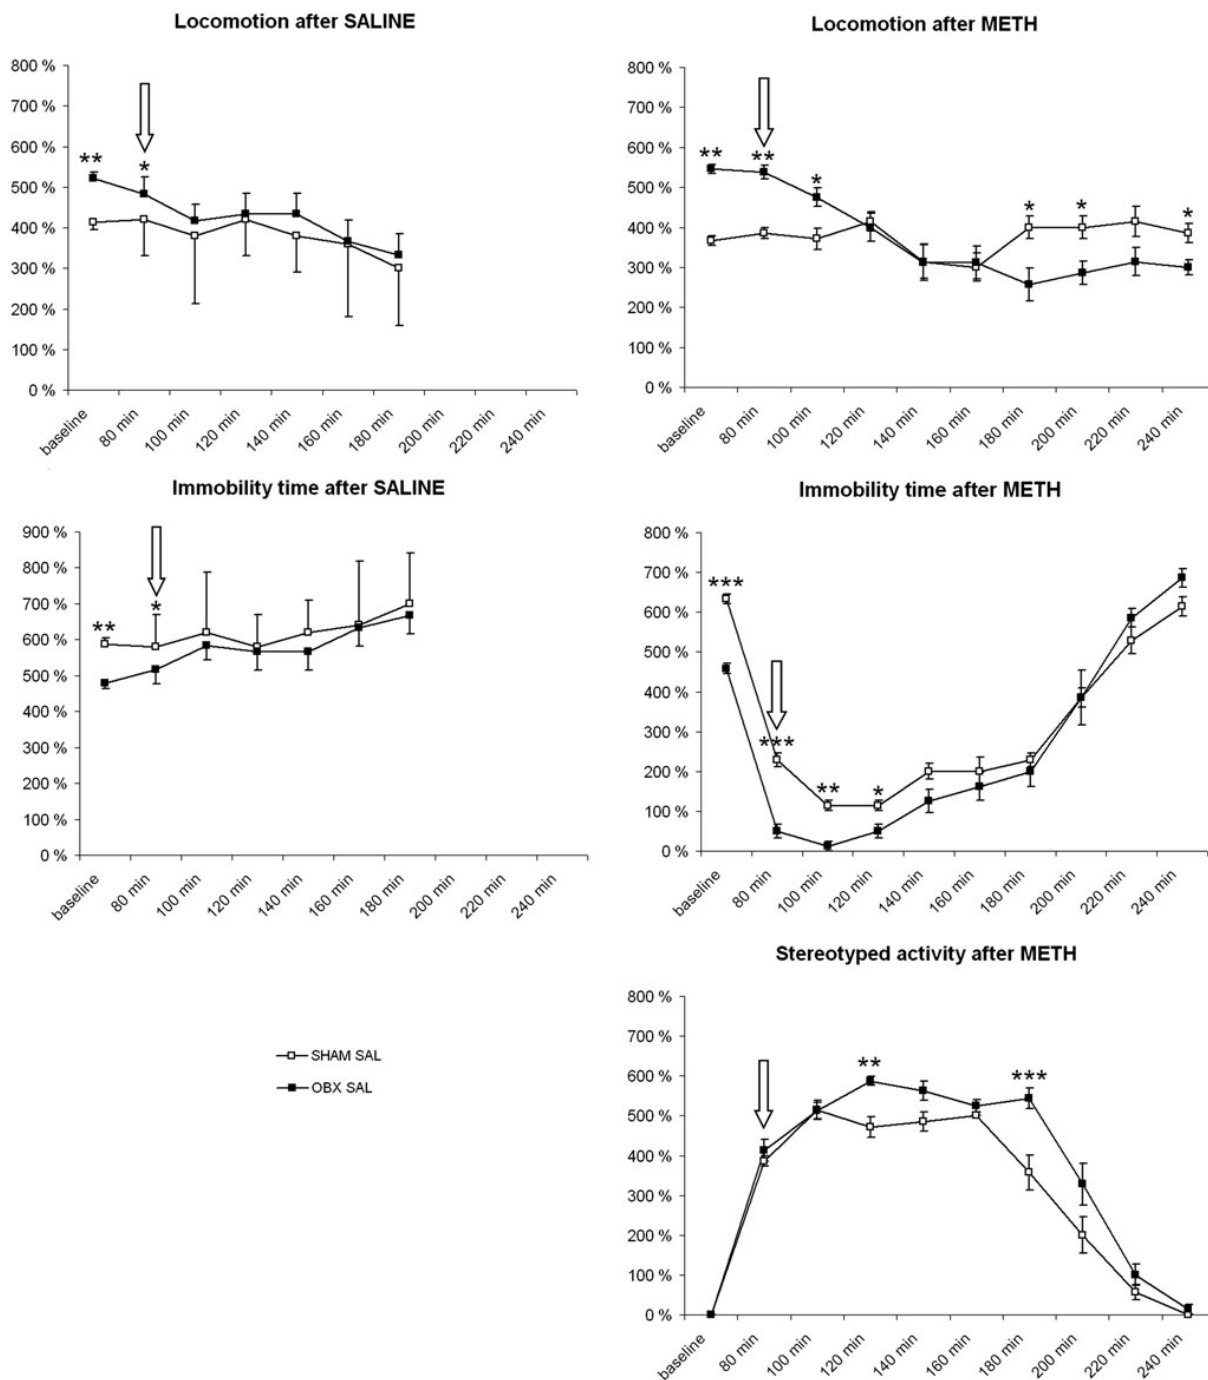 Locomotion after SALINE
800 %
700 %
600 %
500 %
400 %
300 %
200 %
100 %
0 %
**
*
baseline
80 min
100 min
120 min
140 min
160 min
180 min
200 min
220 min
240 min
Locomotion after METH
800 %
700 %
600 %
500 %
400 %
300 %
200 %
100 %
0 %
**
**
*
*
*
*
baseline
80 min
100 min
120 min
140 min
160 min
180 min
200 min
220 min
240 min
Immobility time after SALINE
900 %
800 %
700 %
600 %
500 %
400 %
300 %
200 %
100 %
0 %
**
*
baseline
80 min
100 min
120 min
140 min
160 min
180 min
200 min
220 min
240 min
Immobility time after METH
800 %
700 %
600 %
500 %
400 %
300 %
200 %
100 %
0 %
***
***
**
*
baseline
80 min
100 min
120 min
140 min
160 min
180 min
200 min
220 min
240 min
SHAM SAL
OBX SAL
Stereotyped activity after METH
800 %
700 %
600 %
500 %
400 %
300 %
200 %
100 %
0 %
**
***
baseline
80 min
100 min
120 min
140 min
160 min
180 min
200 min
220 min
240 min